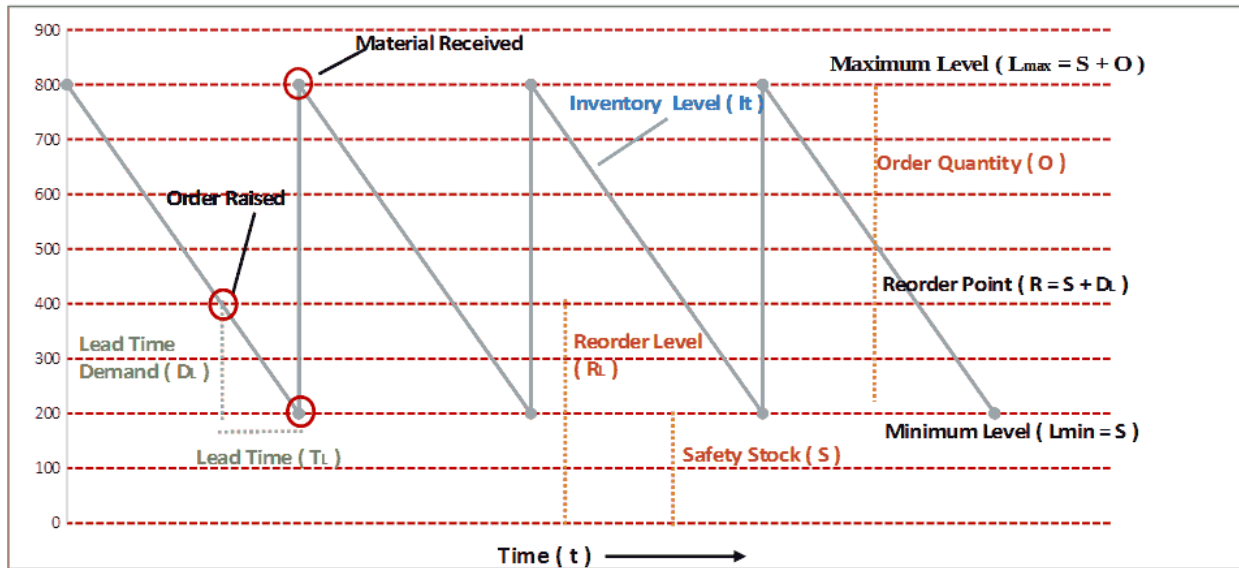 900
Material Received
Maximum Level ( Lmax = S + O )
800
Inventory Level ( It )
700
Order Quantity ( O )
600
Order Raised
500
Reorder Point ( R = S + DL )
400
Lead Time
Demand ( DL )
Reorder Level
( RL )
300
200
Minimum Level ( Lmin = S )
Lead Time ( TL )
Safety Stock ( S )
100
0
Time ( t )